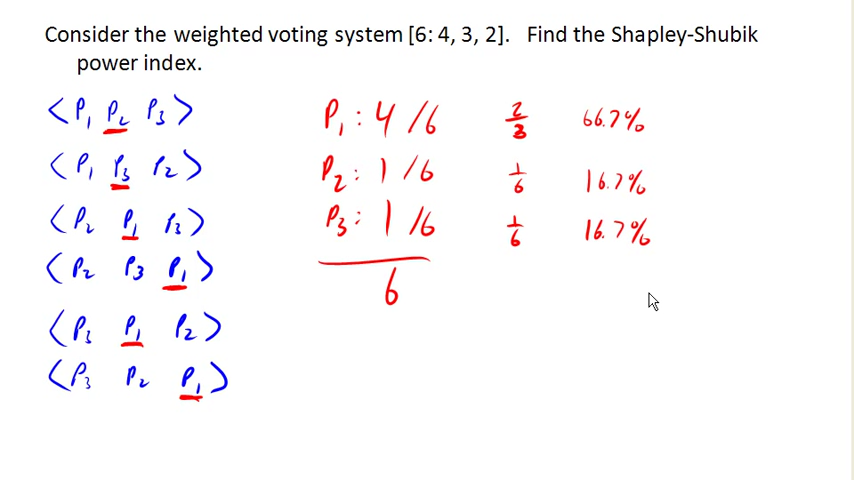 Consider the weighted voting system [6: 4, 3, 2]. Find the Shapley-Shubik
power index.
<P₁ P₂ P₃> P₁: 4/6 2/3 66.7%
<P₁ P₃ P₂> P₂: 1/6 1/6 16.7%
<P₂ P₁ P₃> P₃: 1/6 1/6 16.7%
<P₂ P₃ P₁> 6
<P₃ P₁ P₂>
<P₃ P₂ P₁>